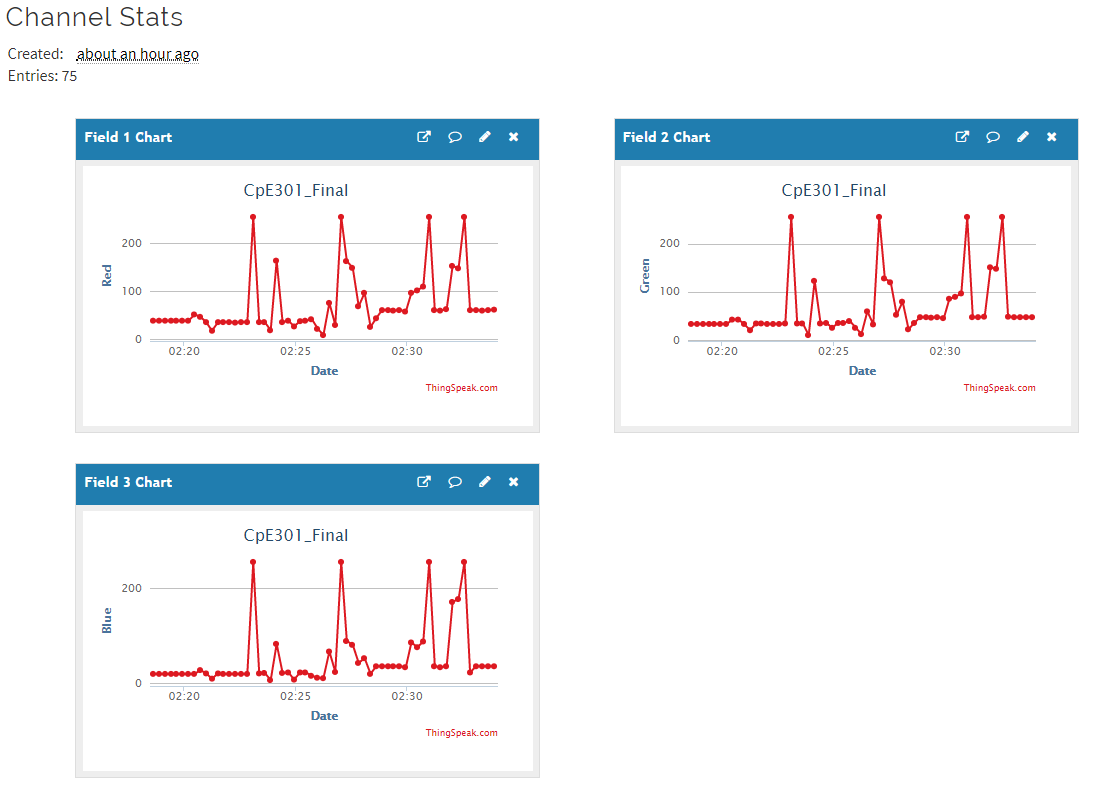 Channel Stats
Created: about an hour ago
Entries: 75
Field 1 Chart
CpE301_Final
Red
200
100
0
02:20 02:25 02:30
Date
ThingSpeak.com
Field 2 Chart
CpE301_Final
Green
200
100
0
02:20 02:25 02:30
Date
ThingSpeak.com
Field 3 Chart
CpE301_Final
Blue
200
0
02:20 02:25 02:30
Date
ThingSpeak.com